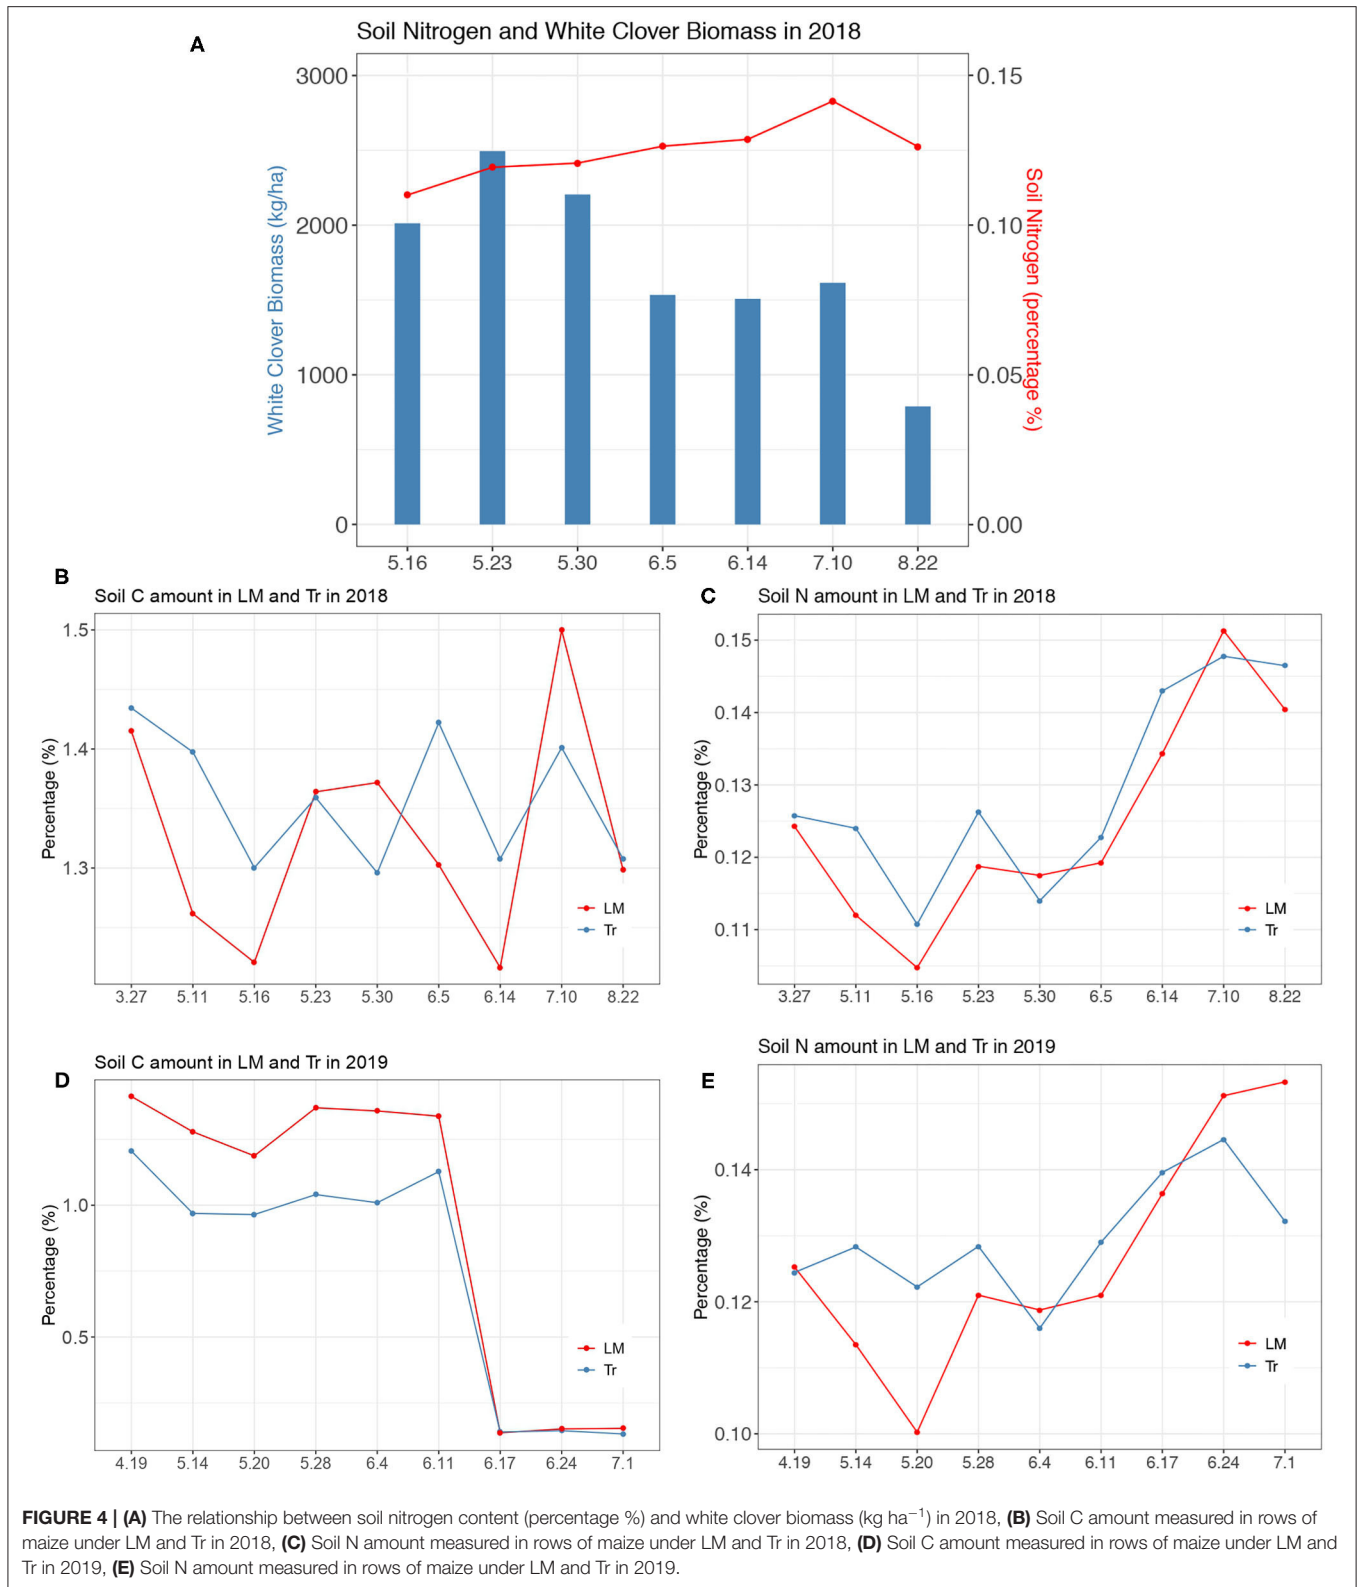 A
Soil Nitrogen and White Clover Biomass in 2018
White Clover Biomass (kg/ha)
3000
2000
1000
0
0.15
0.10
0.05
0.00
Soil Nitrogen (percentage %)
5.16 5.23 5.30 6.5 6.14 7.10 8.22
B
Soil C amount in LM and Tr in 2018
Percentage (%)
1.5
1.4
1.3
LM
Tr
3.27 5.11 5.16 5.23 5.30 6.5 6.14 7.10 8.22
C
Soil N amount in LM and Tr in 2018
Percentage (%)
0.15
0.14
0.13
0.12
0.11
LM
Tr
3.27 5.11 5.16 5.23 5.30 6.5 6.14 7.10 8.22
D
Soil C amount in LM and Tr in 2019
Percentage (%)
1.0
0.5
LM
Tr
4.19 5.14 5.20 5.28 6.4 6.11 6.17 6.24 7.1
E
Soil N amount in LM and Tr in 2019
Percentage (%)
0.14
0.12
0.10
LM
Tr
4.19 5.14 5.20 5.28 6.4 6.11 6.17 6.24 7.1
FIGURE 4 | (A) The relationship between soil nitrogen content (percentage %) and white clover biomass (kg ha⁻¹) in 2018, (B) Soil C amount measured in rows of
maize under LM and Tr in 2018, (C) Soil N amount measured in rows of maize under LM and Tr in 2018, (D) Soil C amount measured in rows of maize under LM and
Tr in 2019, (E) Soil N amount measured in rows of maize under LM and Tr in 2019.